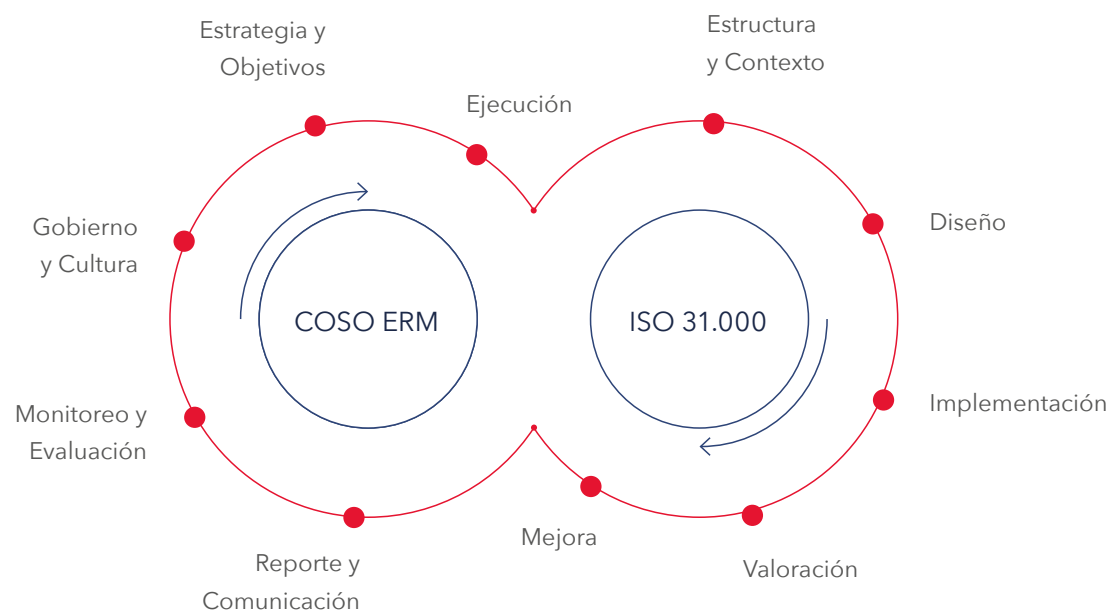 Estrategia y
Objetivos
Ejecución
Estructura
y Contexto
Gobierno
y Cultura
Diseño
COSO ERM
ISO 31.000
Monitoreo y
Evaluación
Implementación
Mejora
Reporte y
Comunicación
Valoración